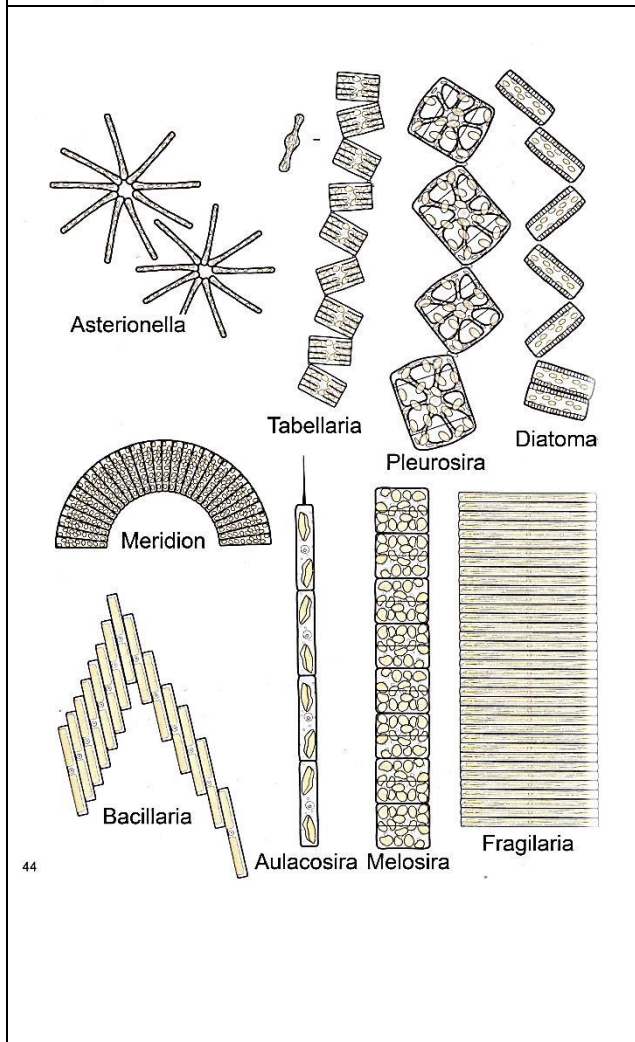 Asterionella
Tabellaria
Pleurosira
Diatoma
Meridion
Bacillaria
Aulacosira
Melosira
Fragilaria
44